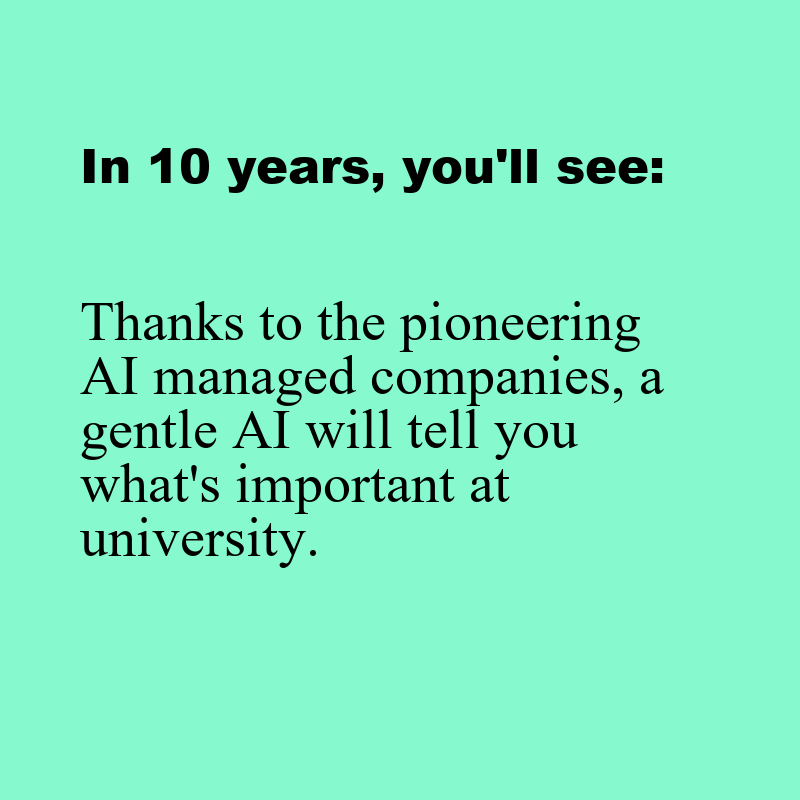 In 10 years, you'll see:
Thanks to the pioneering
AI managed companies, a
gentle AI will tell you
what's important at
university.